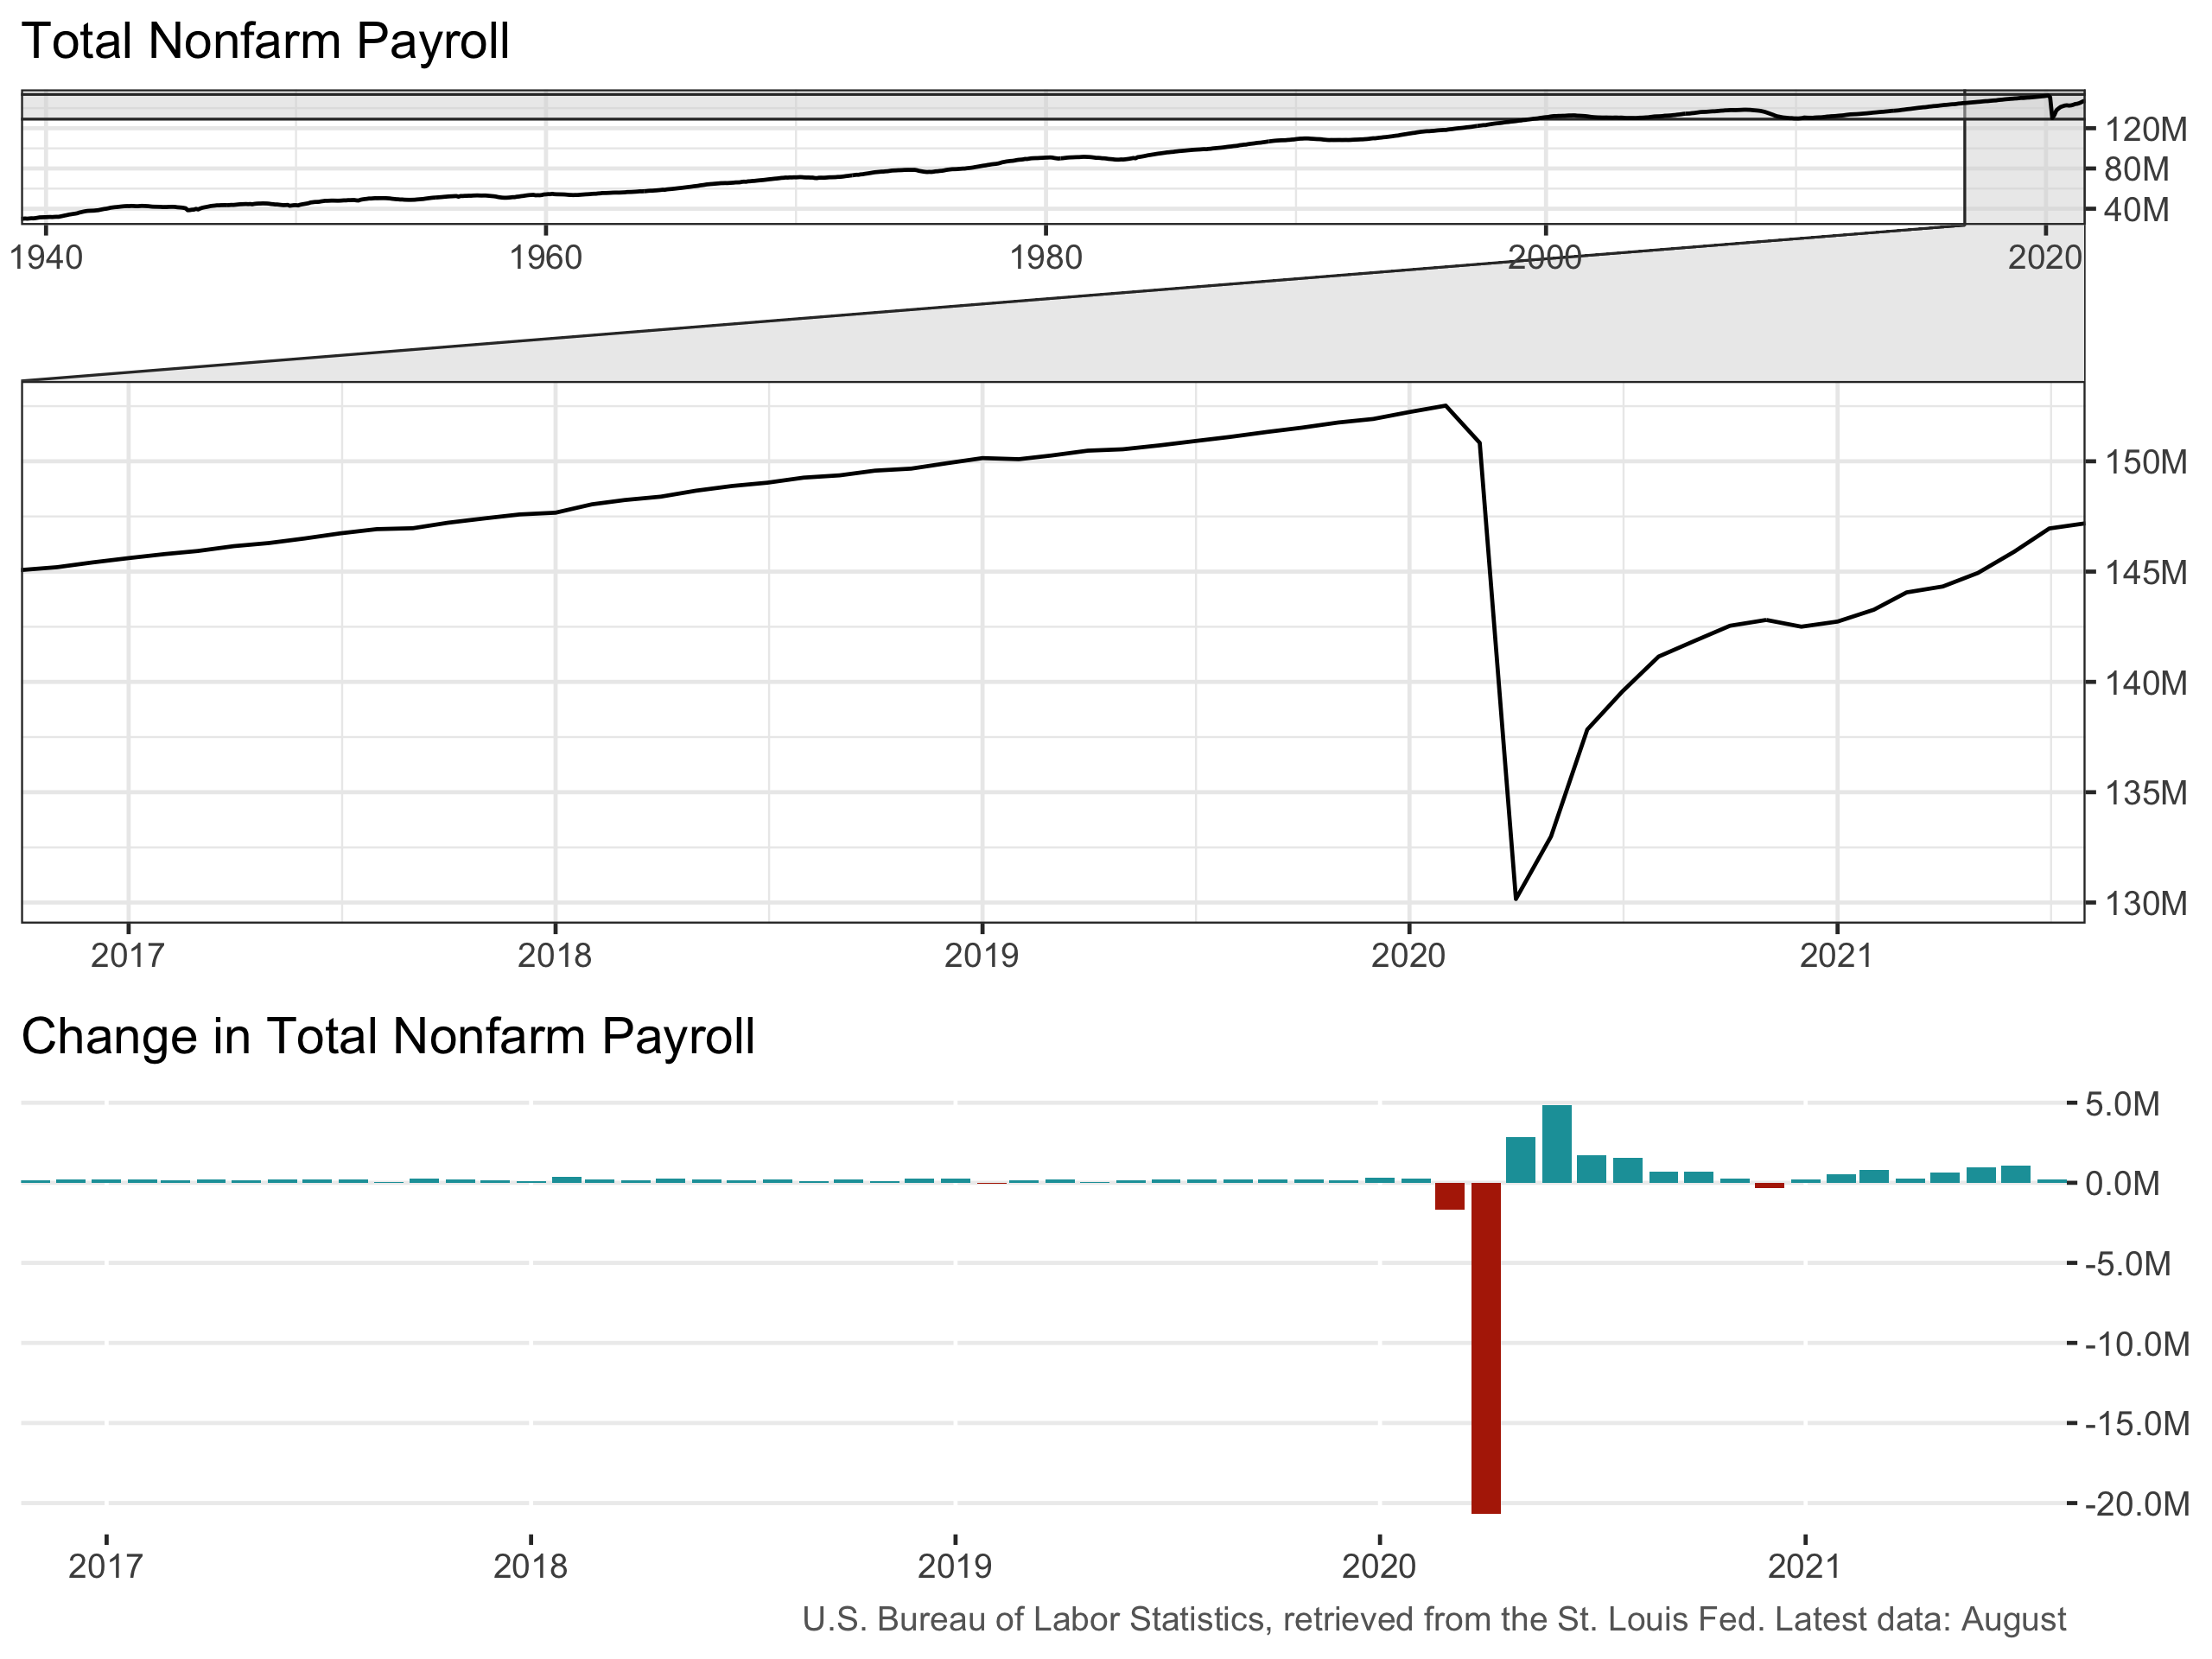 Total Nonfarm Payroll
120M
80M
40M
1940 1960 1980 2000 2020
150M
145M
140M
135M
130M
2017 2018 2019 2020 2021
Change in Total Nonfarm Payroll
5.0M
0.0M
-5.0M
-10.0M
-15.0M
-20.0M
2017 2018 2019 2020 2021
U.S. Bureau of Labor Statistics, retrieved from the St. Louis Fed. Latest data: August